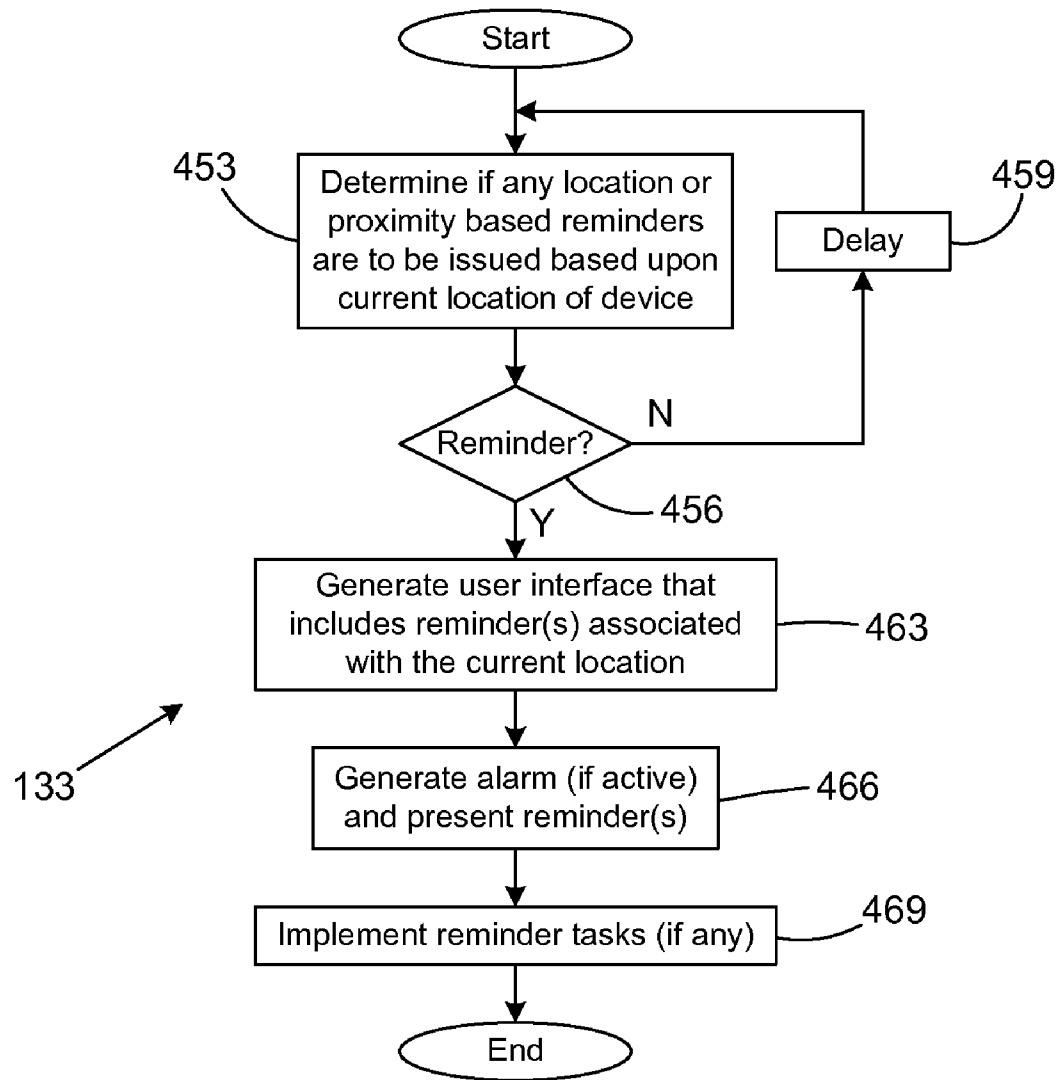 Start
453
Determine if any location or
proximity based reminders
are to be issued based upon
current location of device
459
Delay
Reminder?
N
456
Y
Generate user interface that
includes reminder(s) associated
with the current location
463
133
Generate alarm (if active)
and present reminder(s)
466
Implement reminder tasks (if any)
469
End